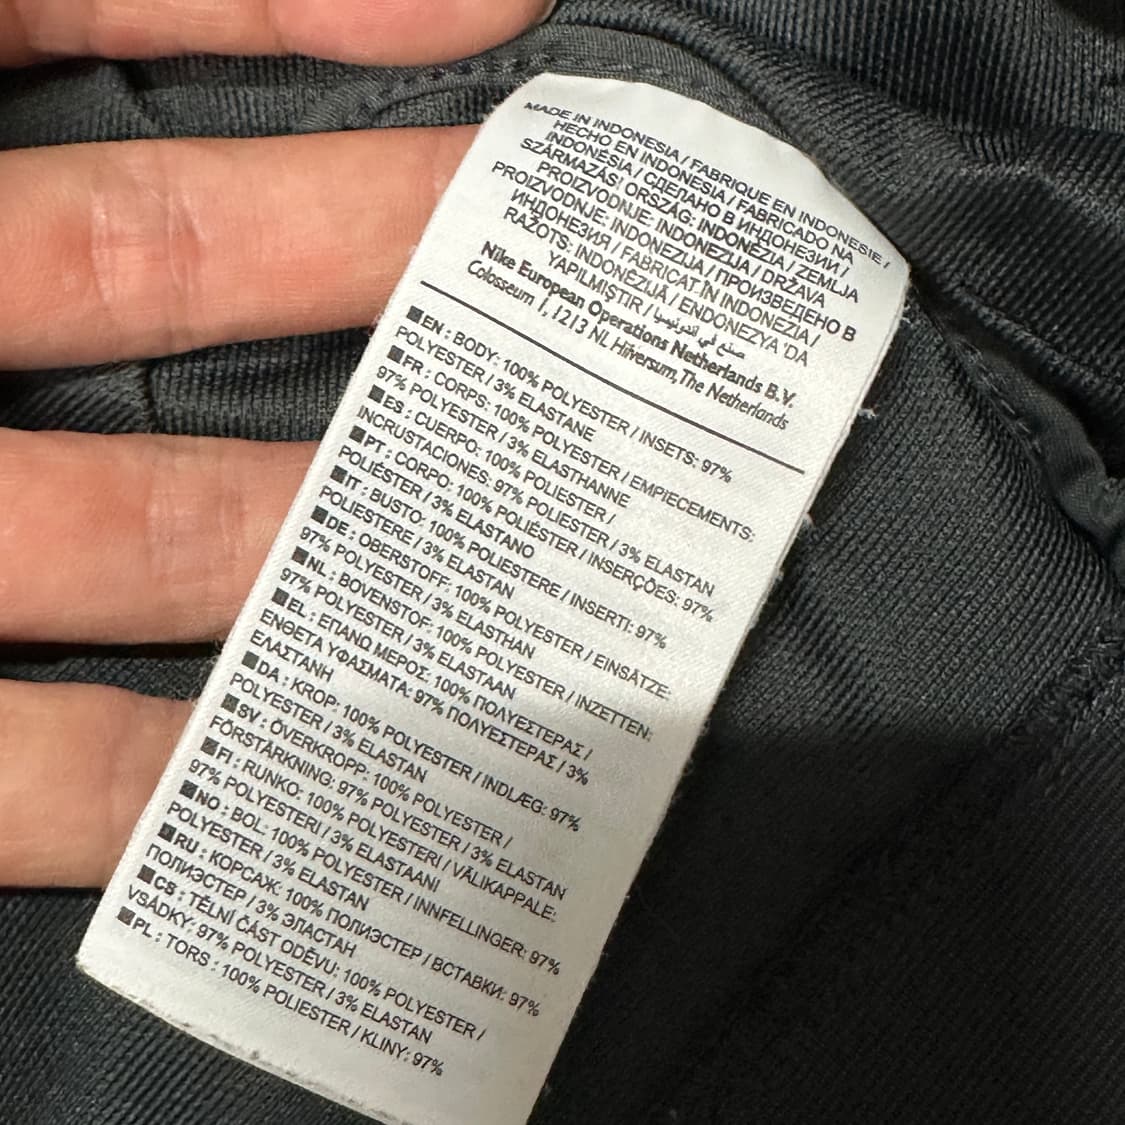 MADE IN INDONESIA / FABRIQUE EN INDONESIE /
HECHO EN INDONESIA / FABRICADO NA
INDONÉSIA / СДЕЛАНО В ИНДОНЕЗИИ /
SZÁRMAZÁS: ORSZÁG: INDONÉZIA / ZEMLJA
PROIZVODNJE: INDONEZIJA / DRŽAVA
PROIZVODNJE: INDONEZIJA / ПРОИЗВЕДЕНО В
ИНДОНЕЗИЯ / FABRICAT ÎN INDONEZIA /
RAŽOTS: INDONĒZIJĀ / ENDONEZYA 'DA
YAPILMIŞTIR / صنع في اندونيسيا
Nike European Operations Netherlands B.V.
Colosseum 1, 1213 NL Hilversum, The Netherlands
EN : BODY: 100% POLYESTER / INSETS: 97%
POLYESTER / 3% ELASTANE
FR : CORPS: 100% POLYESTER / EMPIECEMENTS:
97% POLYESTER / 3% ELASTHANNE
ES : CUERPO: 100% POLIESTER /
INCRUSTACIONES: 97% POLIESTER / 3% ELASTAN
PT : CORPO: 100% POLIÉSTER / INSERÇÕES: 97%
POLIÉSTER / 3% ELASTANO
IT : BUSTO: 100% POLIESTERE / INSERTI: 97%
POLIESTERE / 3% ELASTAN
DE : OBERSTOFF: 100% POLYESTER / EINSÄTZE:
97% POLYESTER / 3% ELASTHAN
NL : BOVENSTOF: 100% POLYESTER / INZETTEN:
97% POLYESTER / 3% ELASTAAN
EL : ΕΠΑΝΩ ΜΕΡΟΣ: 100% ΠΟΛΥΕΣΤΕΡΑΣ /
ΕΝΘΕΤΑ ΥΦΑΣΜΑΤΑ: 97% ΠΟΛΥΕΣΤΕΡΑΣ / 3%
ΕΛΑΣΤΑΝΗ
DA : KROP: 100% POLYESTER / INDLÆG: 97%
POLYESTER / 3% ELASTAN
SV : ÖVERKROPP: 100% POLYESTER /
FÖRSTÄRKNING: 97% POLYESTER / 3% ELASTAN
FI : RUNKO: 100% POLYESTERI / VÄLIKAPPALE:
97% POLYESTERI / 3% ELASTAANI
NO : BOL: 100% POLYESTER / INNFELLINGER: 97%
POLYESTER / 3% ELASTAN
RU : КОРСАЖ: 100% ПОЛИЭСТЕР / ВСТАВКИ: 97%
ПОЛИЭСТЕР / 3% ЭЛАСТАН
CS : TĚLNÍ ČÁST ODĚVU: 100% POLYESTER /
VSÁDKY: 97% POLYESTER / 3% ELASTAN
PL : TORS : 100% POLIESTER / KLINY: 97%